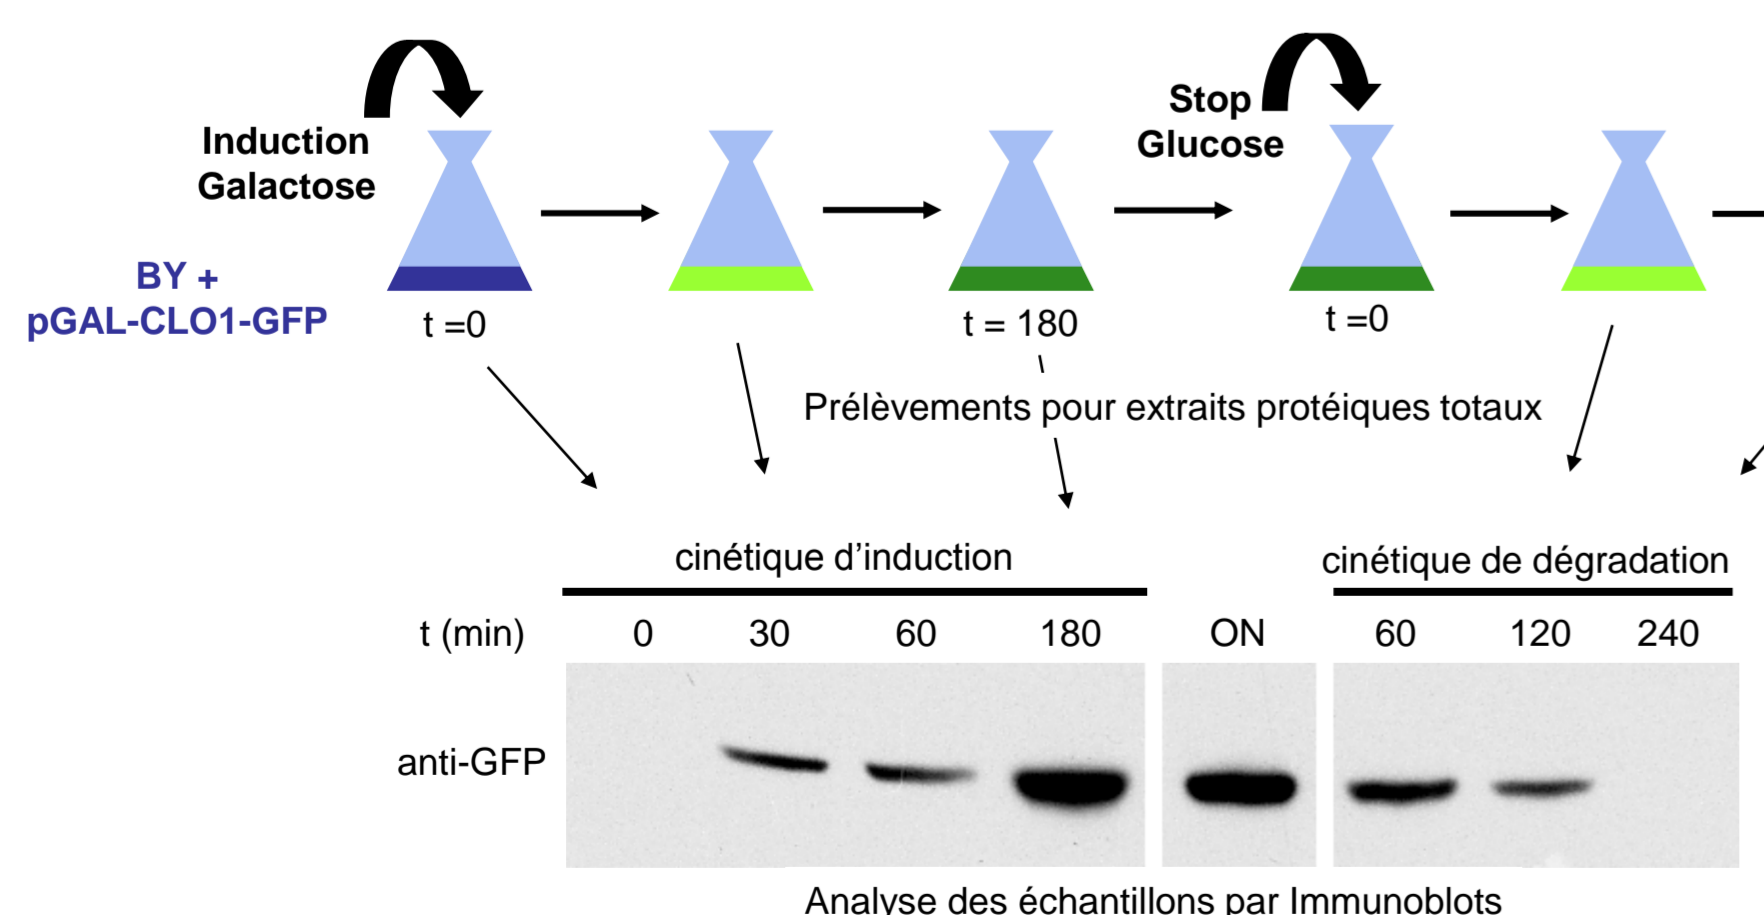 Stop
Glucose
Induction
Galactose
BY +
pGAL-CLO1-GFP
t =0
t = 180
t =0
Prélèvements pour extraits protéiques totaux
cinétique d’induction
cinétique de dégradation
t (min) 0 30 60 180 ON 60 120 240
anti-GFP
Analyse des échantillons par Immunoblots